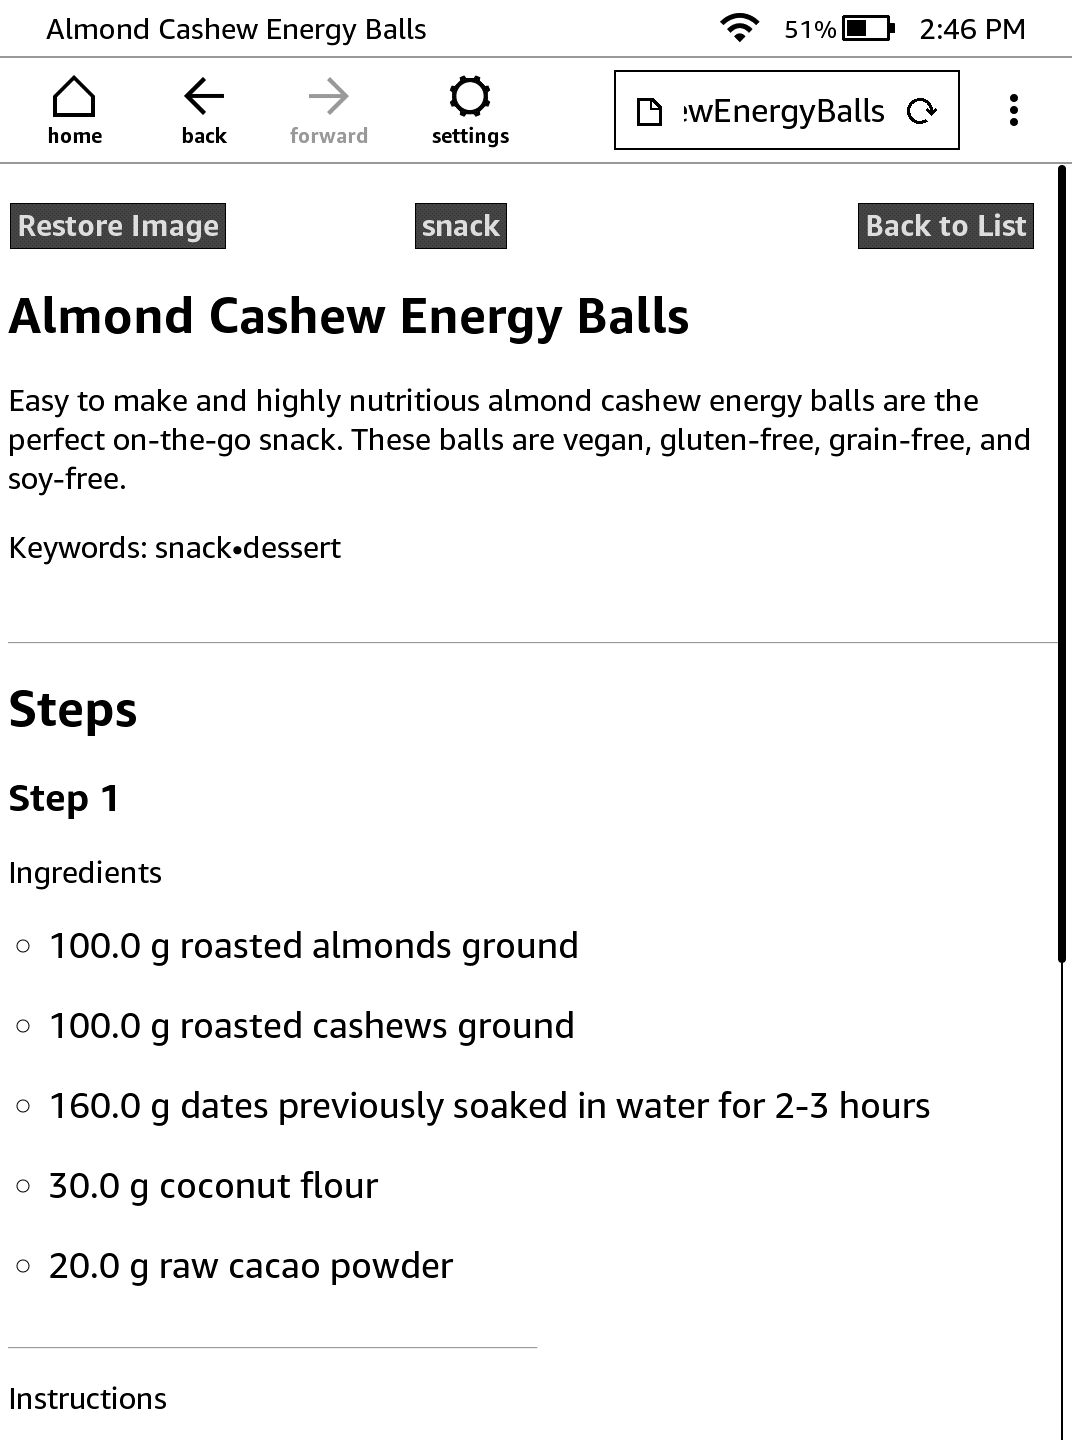 Almond Cashew Energy Balls 51% 2:46 PM
home back forward settings wEnergyBalls
Restore Image snack Back to List
Almond Cashew Energy Balls
Easy to make and highly nutritious almond cashew energy balls are the
perfect on-the-go snack. These balls are vegan, gluten-free, grain-free, and
soy-free.
Keywords: snack•dessert
Steps
Step 1
Ingredients
100.0 g roasted almonds ground
100.0 g roasted cashews ground
160.0 g dates previously soaked in water for 2-3 hours
30.0 g coconut flour
20.0 g raw cacao powder
Instructions